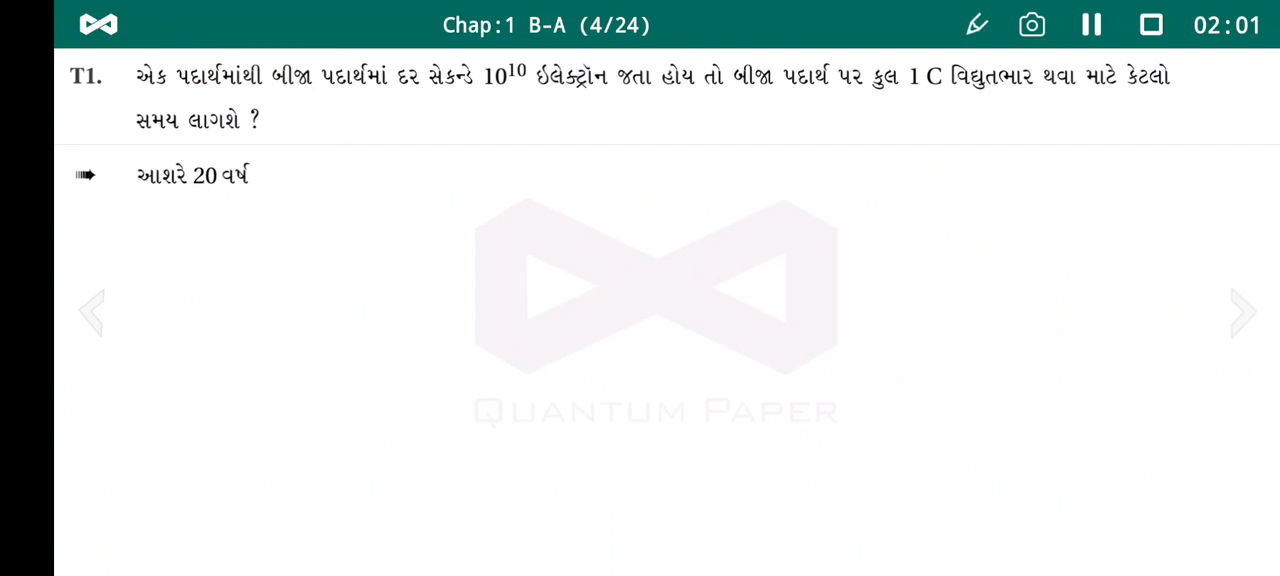 Chap:1 B-A (4/24) 02:01
T1. એક પદાર્થમાંથી બીજા પદાર્થમાં દર સેકન્ડે 10¹⁰ ઇલેક્ટ્રૉન જતા હોય તો બીજા પદાર્થ પર કુલ 1 C વિદ્યુતભાર થવા માટે કેટલો
સમય લાગશે ?
➠ આશરે 20 વર્ષ
QUANTUM PAPER